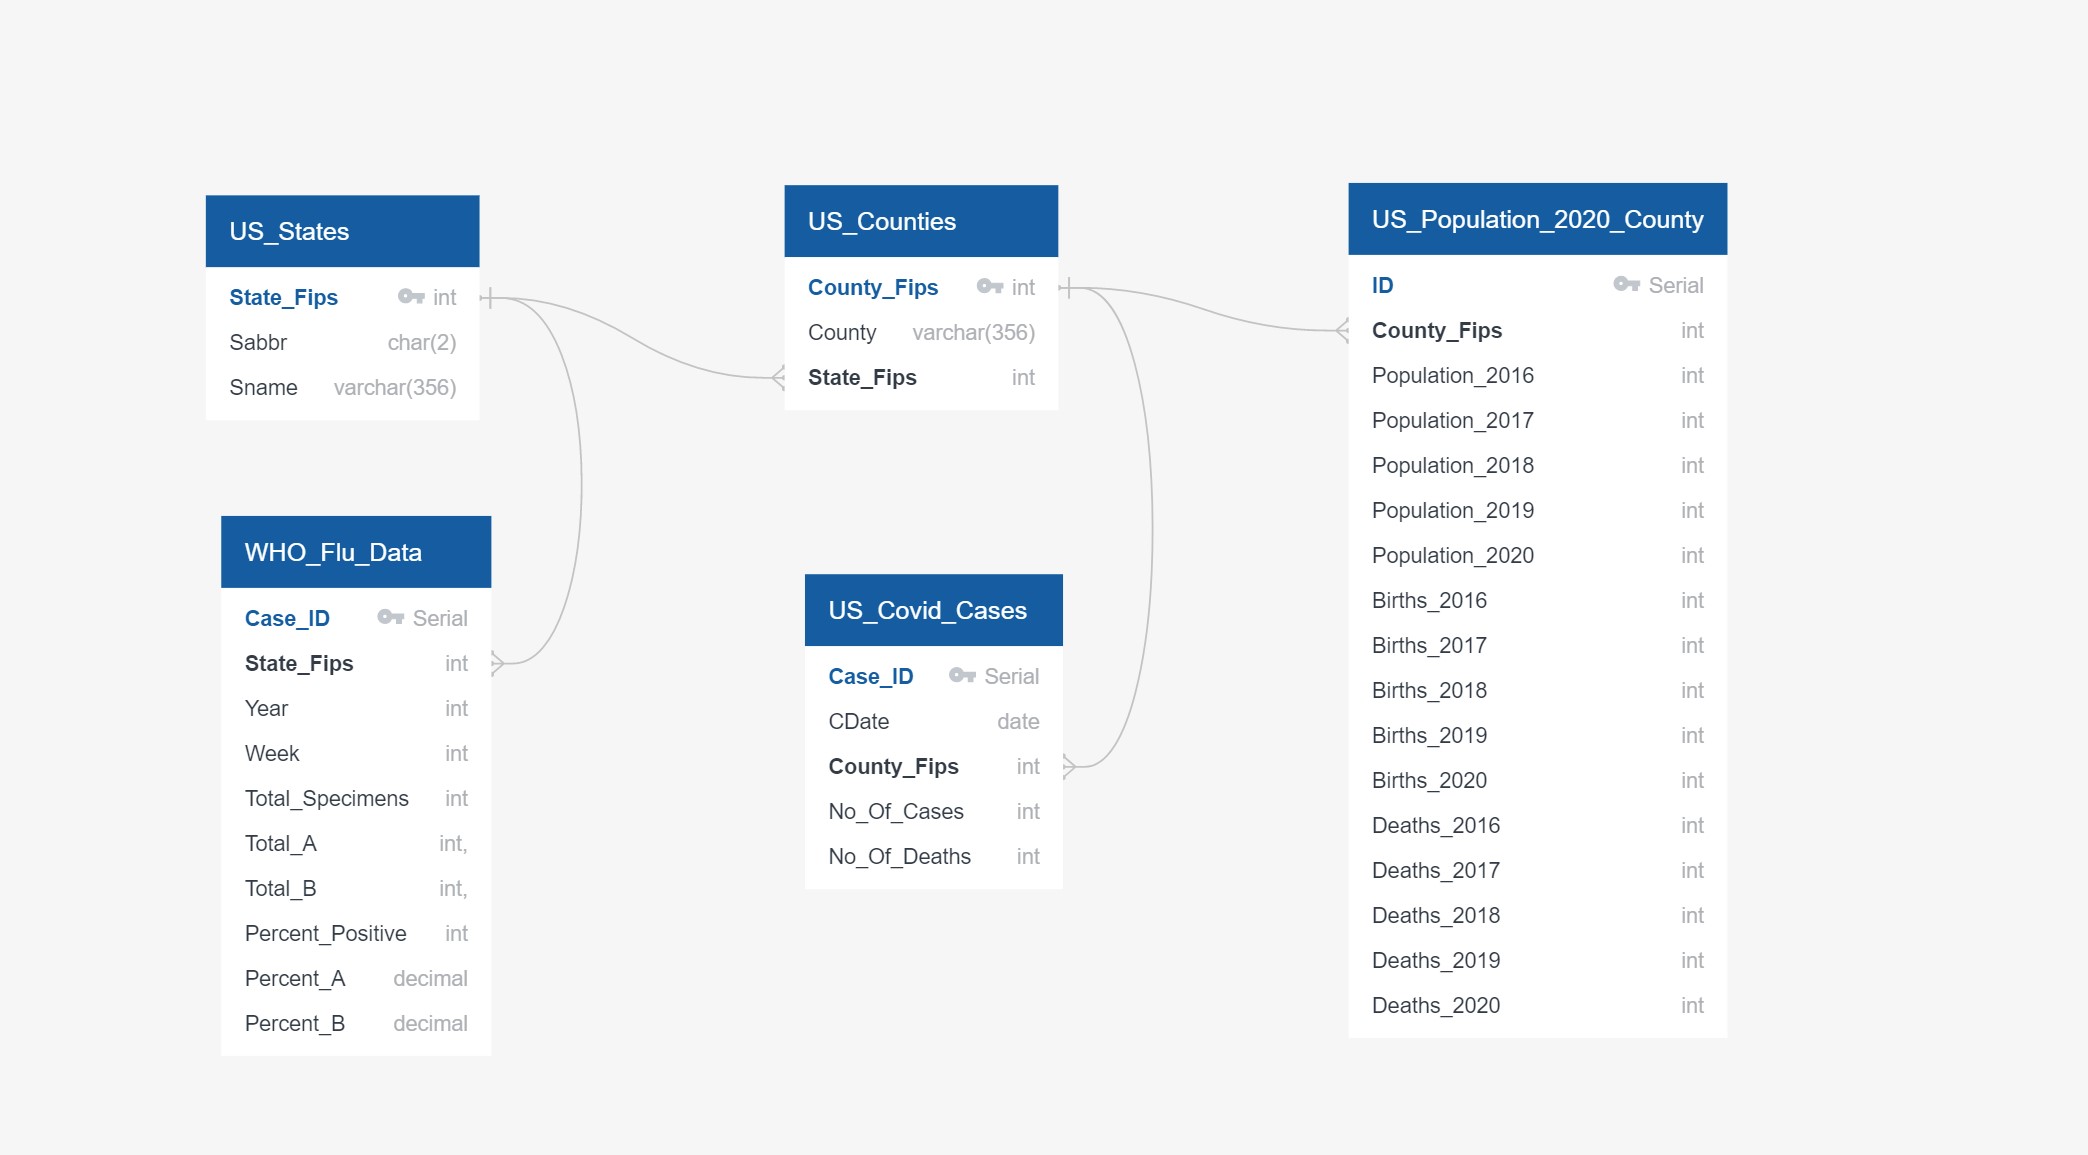 US_States
State_Fips int
Sabbr char(2)
Sname varchar(356)
WHO_Flu_Data
Case_ID Serial
State_Fips int
Year int
Week int
Total_Specimens int
Total_A int,
Total_B int,
Percent_Positive int
Percent_A decimal
Percent_B decimal
US_Counties
County_Fips int
County varchar(356)
State_Fips int
US_Covid_Cases
Case_ID Serial
CDate date
County_Fips int
No_Of_Cases int
No_Of_Deaths int
US_Population_2020_County
ID Serial
County_Fips int
Population_2016 int
Population_2017 int
Population_2018 int
Population_2019 int
Population_2020 int
Births_2016 int
Births_2017 int
Births_2018 int
Births_2019 int
Births_2020 int
Deaths_2016 int
Deaths_2017 int
Deaths_2018 int
Deaths_2019 int
Deaths_2020 int